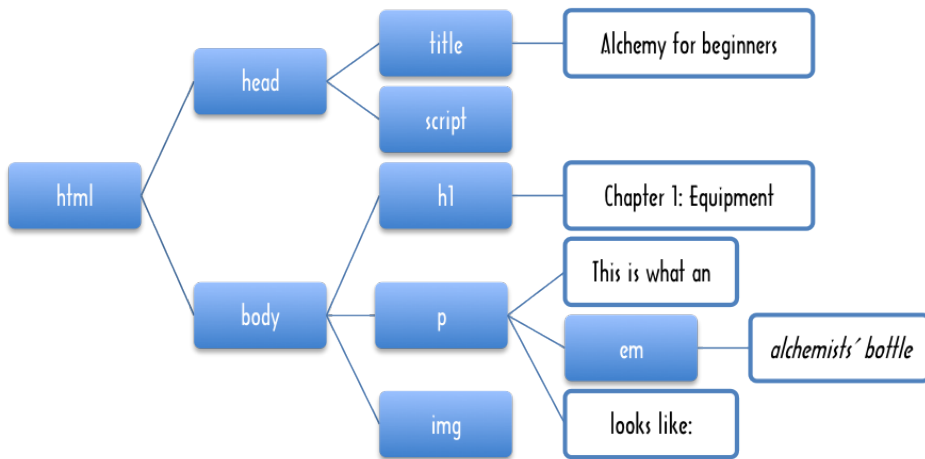 title
Alchemy for beginners
head
script
html
h1
Chapter 1: Equipment
This is what an
body
p
em
alchemists´ bottle
img
looks like: